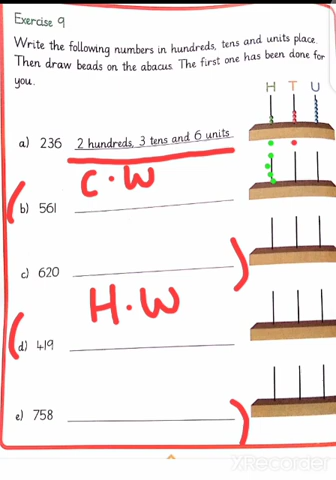 Exercise 9
Write the following numbers in hundreds, tens and units place.
Then draw beads on the abacus. The first one has been done for
you.
H T U
a) 236 2 hundreds, 3 tens and 6 units
C.W
b) 561
c) 620
H.W
d) 419
e) 758
XRecorder